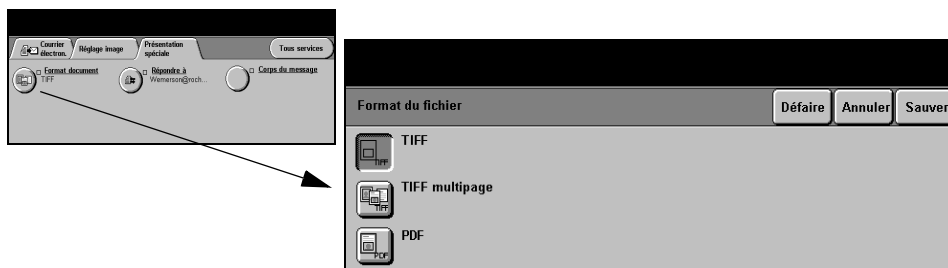 Courrier électron.
Réglage image
Présentation spéciale
Tous services
Format document
TIFF
Répondre à
Wemerson@roch...
Corps du message
Format du fichier
Défaire
Annuler
Sauver
TIFF
TIFF
TIFF multipage
TIFF
PDF
PDF